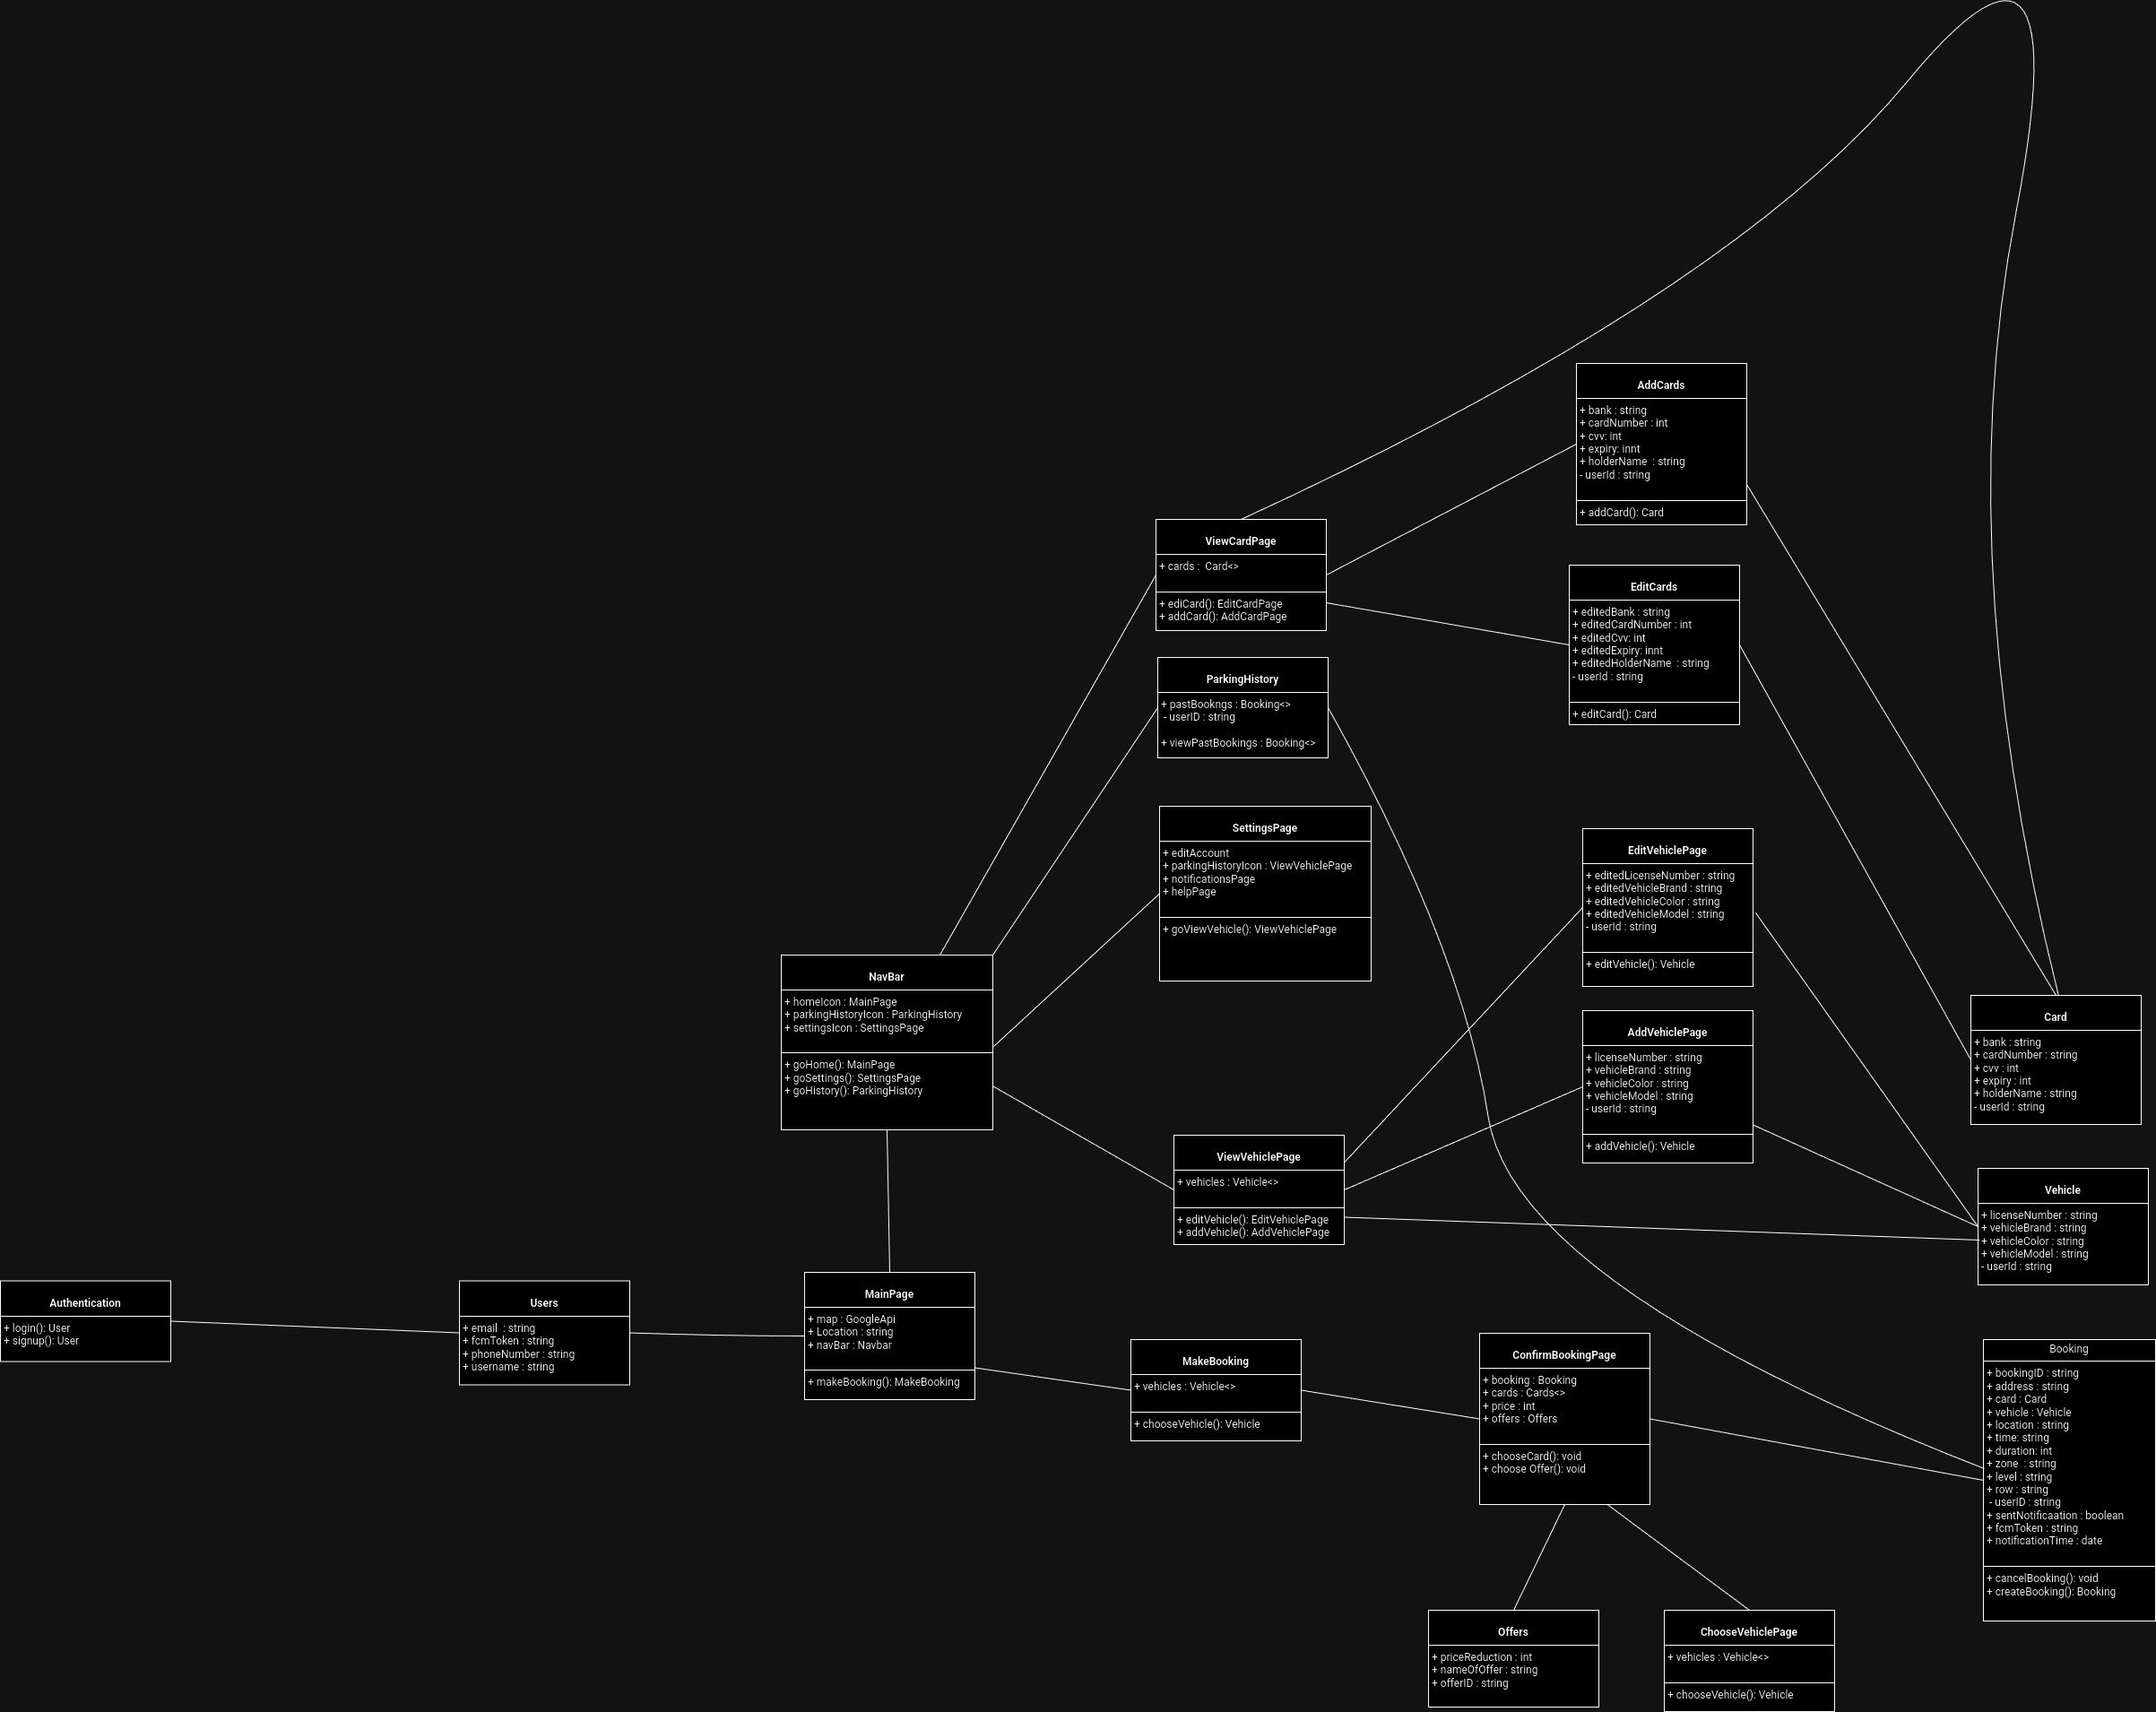 AddCards
+ bank : string
+ cardNumber : int
+ cvv: int
+ expiry: innt
+ holderName  : string
- userId : string
+ addCard(): Card
ViewCardPage
+ cards :  Card<>
+ ediCard(): EditCardPage
+ addCard(): AddCardPage
EditCards
+ editedBank : string
+ editedCardNumber : int
+ editedCvv: int
+ editedExpiry: innt
+ editedHolderName  : string
- userId : string
+ editCard(): Card
ParkingHistory
+ pastBookngs : Booking<>
- userID : string
+ viewPastBookings : Booking<>
SettingsPage
+ editAccount
+ parkingHistoryIcon : ViewVehiclePage
+ notificationsPage
+ helpPage
+ goViewVehicle(): ViewVehiclePage
EditVehiclePage
+ editedLicenseNumber : string
+ editedVehicleBrand : string
+ editedVehicleColor : string
+ editedVehicleModel : string
- userId : string
+ editVehicle(): Vehicle
NavBar
+ homeIcon : MainPage
+ parkingHistoryIcon : ParkingHistory
+ settingsIcon : SettingsPage
+ goHome(): MainPage
+ goSettings(): SettingsPage
+ goHistory(): ParkingHistory
AddVehiclePage
+ licenseNumber : string
+ vehicleBrand : string
+ vehicleColor : string
+ vehicleModel : string
- userId : string
+ addVehicle(): Vehicle
Card
+ bank : string
+ cardNumber : string
+ cvv : int
+ expiry : int
+ holderName : string
- userId : string
ViewVehiclePage
+ vehicles : Vehicle<>
+ editVehicle(): EditVehiclePage
+ addVehicle(): AddVehiclePage
Vehicle
+ licenseNumber : string
+ vehicleBrand : string
+ vehicleColor : string
+ vehicleModel : string
- userId : string
Authentication
+ login(): User
+ signup(): User
Users
+ email  : string
+ fcmToken : string
+ phoneNumber : string
+ username : string
MainPage
+ map : GoogleApi
+ Location : string
+ navBar : Navbar
+ makeBooking(): MakeBooking
MakeBooking
+ vehicles : Vehicle<>
+ chooseVehicle(): Vehicle
ConfirmBookingPage
+ booking : Booking
+ cards : Cards<>
+ price : int
+ offers : Offers
+ chooseCard(): void
+ choose Offer(): void
Booking
+ bookingID : string
+ address : string
+ card : Card
+ vehicle : Vehicle
+ location : string
+ time: string
+ duration: int
+ zone  : string
+ level : string
+ row : string
- userID : string
+ sentNotificaation : boolean
+ fcmToken : string
+ notificationTime : date
+ cancelBooking(): void
+ createBooking(): Booking
Offers
+ priceReduction : int
+ nameOfOffer : string
+ offerID : string
ChooseVehiclePage
+ vehicles : Vehicle<>
+ chooseVehicle(): Vehicle